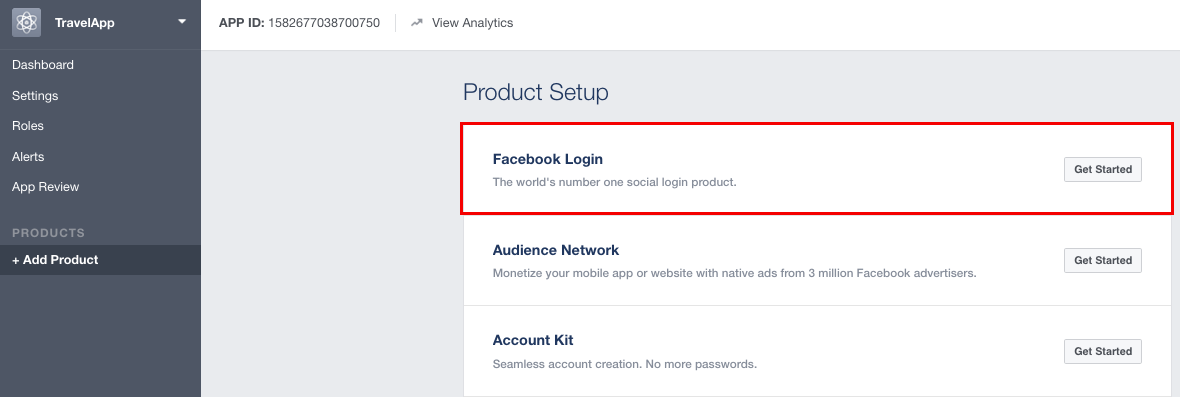 TravelApp
APP ID: 1582677038700750
View Analytics
Dashboard
Settings
Roles
Alerts
App Review
PRODUCTS
+ Add Product
Product Setup
Facebook Login
The world's number one social login product.
Get Started
Audience Network
Monetize your mobile app or website with native ads from 3 million Facebook advertisers.
Get Started
Account Kit
Seamless account creation. No more passwords.
Get Started